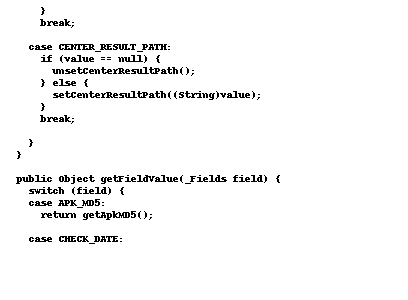 }
break;
case CENTER_RESULT_PATH:
if (value == null) {
unsetCenterResultPath();
} else {
setCenterResultPath((String)value);
}
break;
}
}
public Object getFieldValue(_Fields field) {
switch (field) {
case APK_MD5:
return getApkMD5();
case CHECK_DATE: